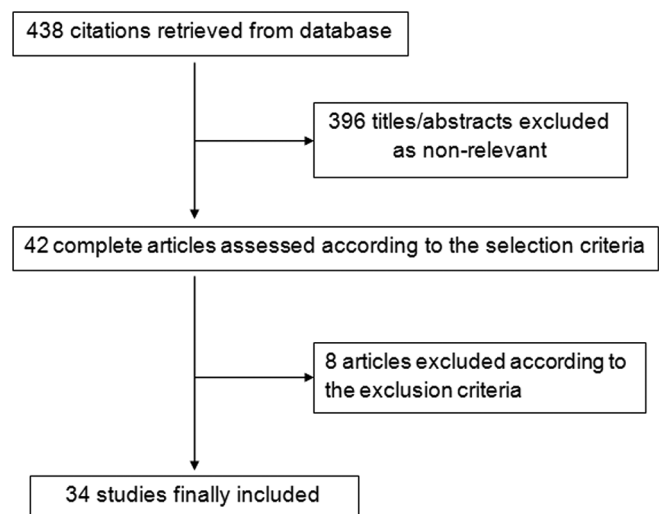 438 citations retrieved from database
396 titles/abstracts excluded
as non-relevant
42 complete articles assessed according to the selection criteria
8 articles excluded according to
the exclusion criteria
34 studies finally included